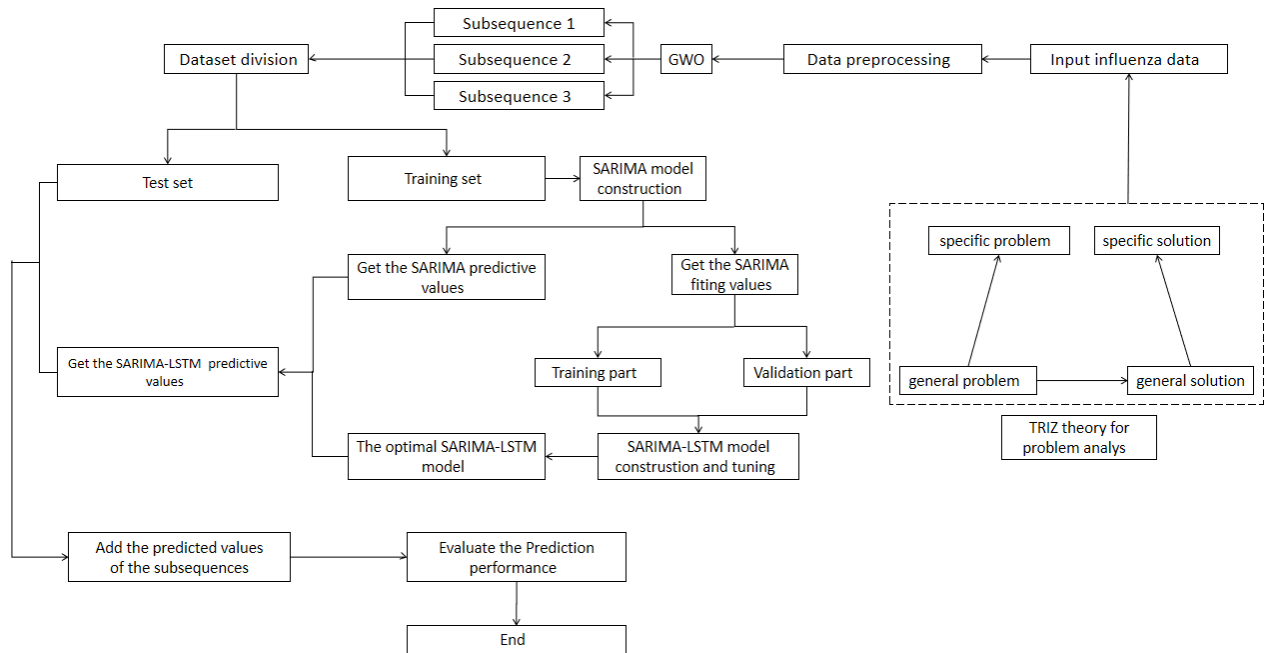 Subsequence 1
Dataset division
Subsequence 2
GWO
Data preprocessing
Input influenza data
Subsequence 3
Test set
Training set
SARIMA model
construction
specific problem
specific solution
Get the SARIMA predictive
values
Get the SARIMA
fiting values
Get the SARIMA-LSTM predictive
values
Training part
Validation part
general problem
general solution
The optimal SARIMA-LSTM
model
SARIMA-LSTM model
constrution and tuning
TRIZ theory for
problem analys
Add the predicted values
of the subsequences
Evaluate the Prediction
performance
End